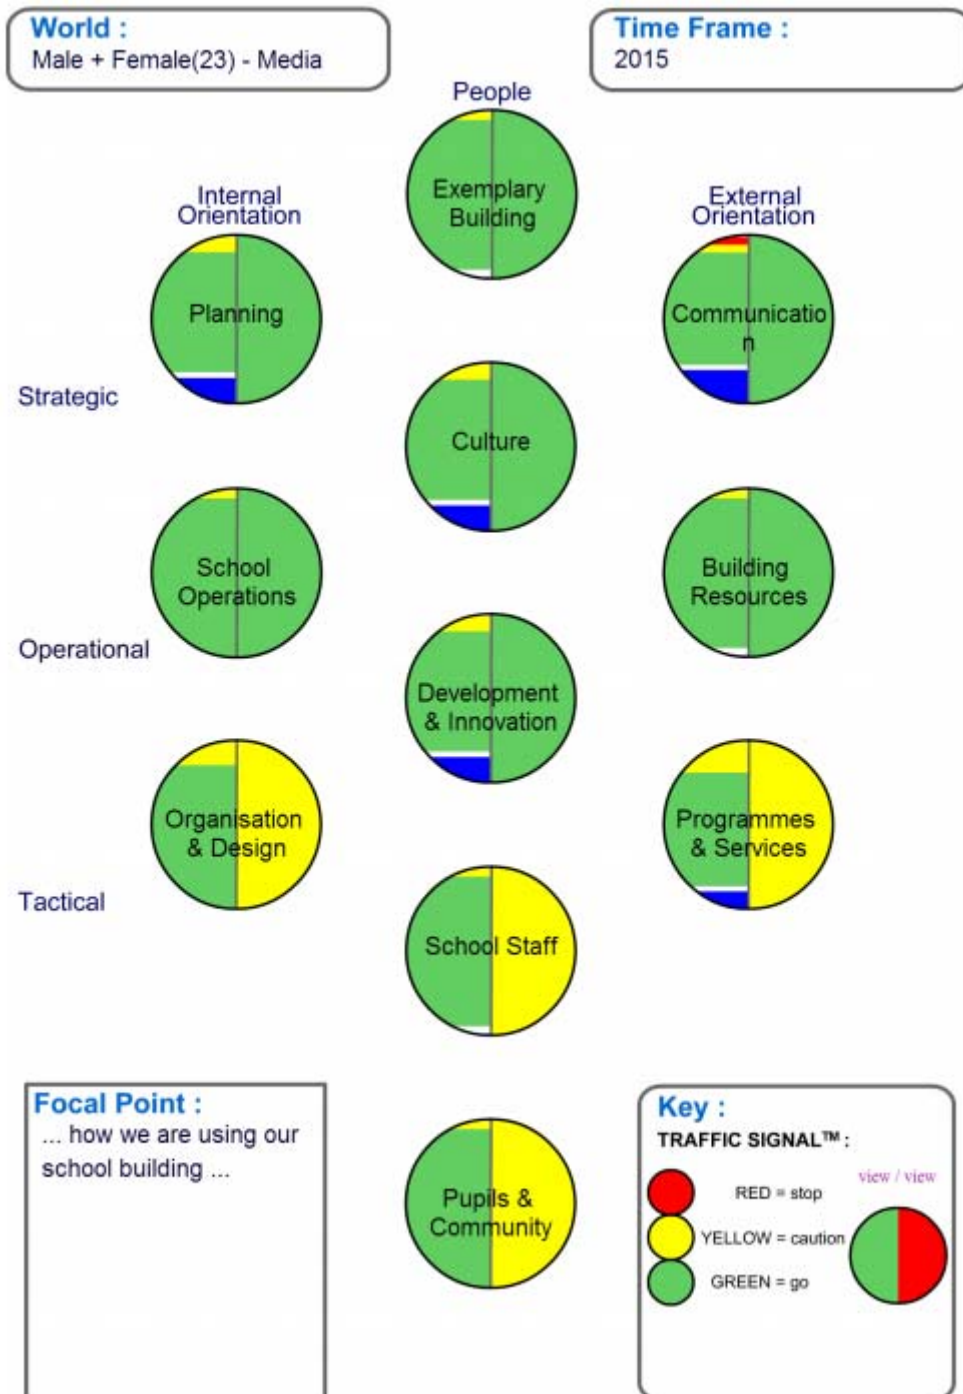 World :
Male + Female(23) - Media
Time Frame :
2015
People
Exemplary
Building
Internal
Orientation
External
Orientation
Planning
Communicatio
n
Strategic
Culture
School
Operations
Building
Resources
Operational
Development
& Innovation
Organisation
& Design
Programmes
& Services
Tactical
School Staff
Focal Point :
... how we are using our
school building ...
Pupils &
Community
Key :
TRAFFIC SIGNAL™ :
view / view
RED = stop
YELLOW = caution
GREEN = go